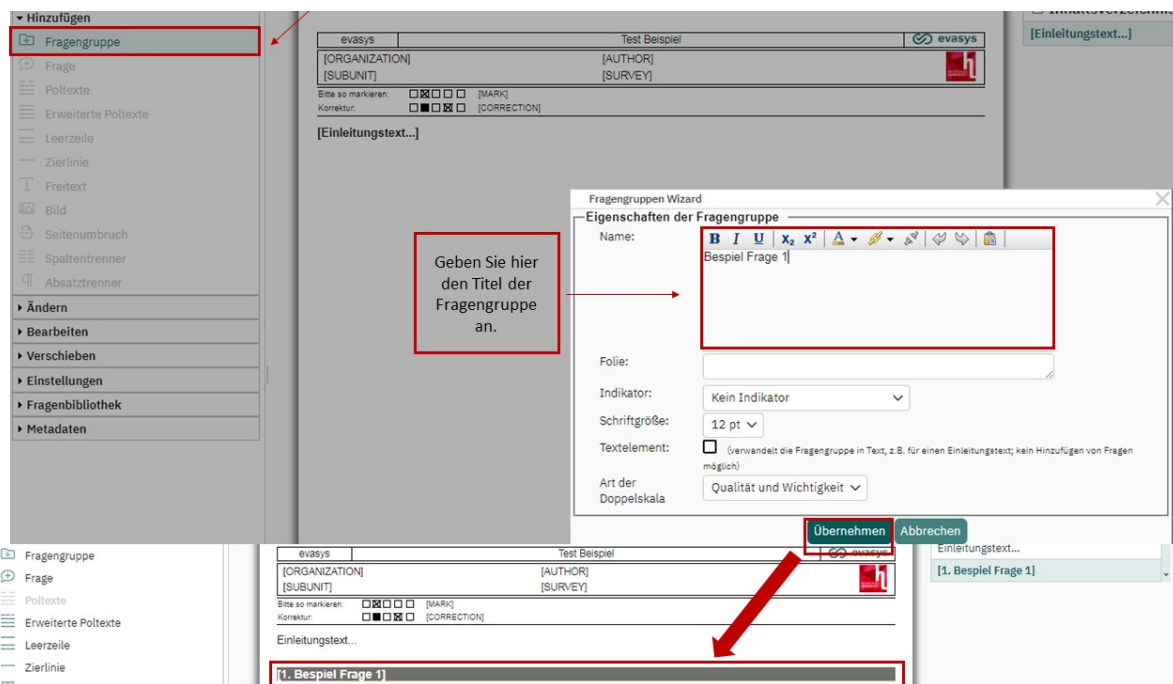 Hinzufügen
Fragengruppe
Frage
Poltexte
Erweiterte Poltexte
Leerzeile
Zierlinie
Freitext
Bild
Seitenumbruch
Spaltentrenner
Absatztrenner
Ändern
Bearbeiten
Verschieben
Einstellungen
Fragenbibliothek
Metadaten
evasys Test Beispiel evasys
[ORGANIZATION] [AUTHOR]
[SUBUNIT] [SURVEY]
Bitte so markieren: [MARK]
Korrektur: [CORRECTION]
[Einleitungstext...]
Inhaltsverzeichnis
[Einleitungstext...]
Geben Sie hier
den Titel der
Fragengruppe
an.
Fragengruppen Wizard
Eigenschaften der Fragengruppe
Name:
B I U x₂ x² A
Bespiel Frage 1
Folie:
Indikator: Kein Indikator
Schriftgröße: 12 pt
Textelement: (verwandelt die Fragengruppe in Text, z.B. für einen Einleitungstext; kein Hinzufügen von Fragen
möglich)
Art der
Doppelskala
Qualität und Wichtigkeit
Übernehmen Abbrechen
Fragengruppe
Frage
Poltexte
Erweiterte Poltexte
Leerzeile
Zierlinie
evasys Test Beispiel evasys
[ORGANIZATION] [AUTHOR]
[SUBUNIT] [SURVEY]
Bitte so markieren: [MARK]
Korrektur: [CORRECTION]
Einleitungstext...
[1. Bespiel Frage 1]
Einleitungstext...
[1. Bespiel Frage 1]